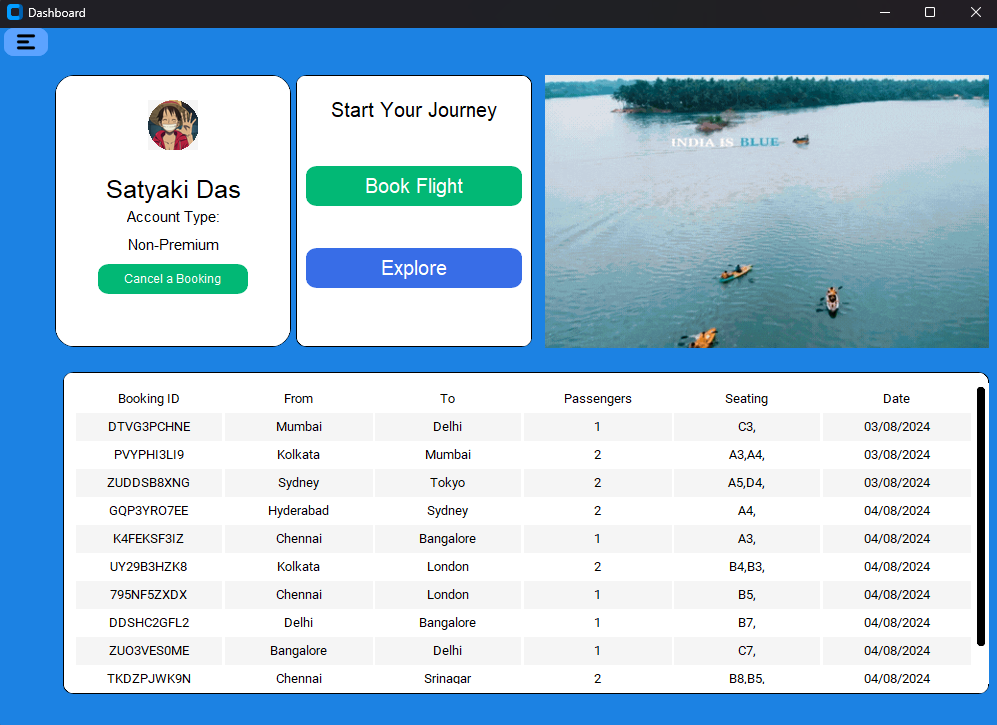 Dashboard
Satyaki Das
Account Type:
Non-Premium
Cancel a Booking
Start Your Journey
Book Flight
Explore
INDIA IS BLUE
Booking ID From To Passengers Seating Date
DTVG3PCHNE Mumbai Delhi 1 C3, 03/08/2024
PVYPHI3LI9 Kolkata Mumbai 2 A3,A4, 03/08/2024
ZUDDSB8XNG Sydney Tokyo 2 A5,D4, 03/08/2024
GQP3YRO7EE Hyderabad Sydney 2 A4, 04/08/2024
K4FEKSF3IZ Chennai Bangalore 1 A3, 04/08/2024
UY29B3HZK8 Kolkata London 2 B4,B3, 04/08/2024
795NF5ZXDX Chennai London 1 B5, 04/08/2024
DDSHC2GFL2 Delhi Bangalore 1 B7, 04/08/2024
ZUO3VES0ME Bangalore Delhi 1 C7, 04/08/2024
TKDZPJWK9N Chennai Srinagar 2 B8,B5, 04/08/2024